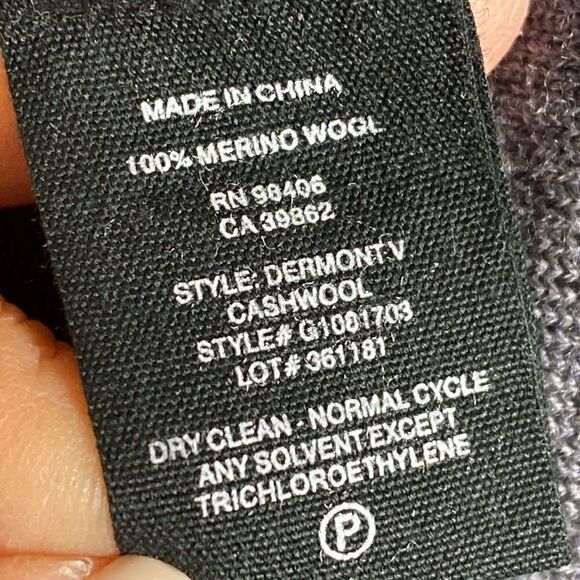 MADE IN CHINA
100% MERINO WOOL
RN 98406
CA 39862
STYLE: DERMONT V
CASHWOOL
STYLE# G1081703
LOT# 361181
DRY CLEAN - NORMAL CYCLE
ANY SOLVENT EXCEPT
TRICHLOROETHYLENE
P